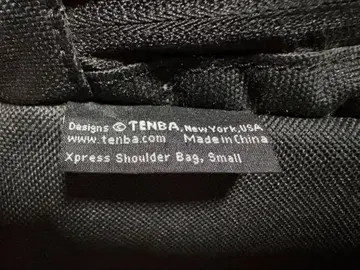 Designs © TENBA, New York, USA
www.tenba.com Made in China
Xpress Shoulder Bag, Small